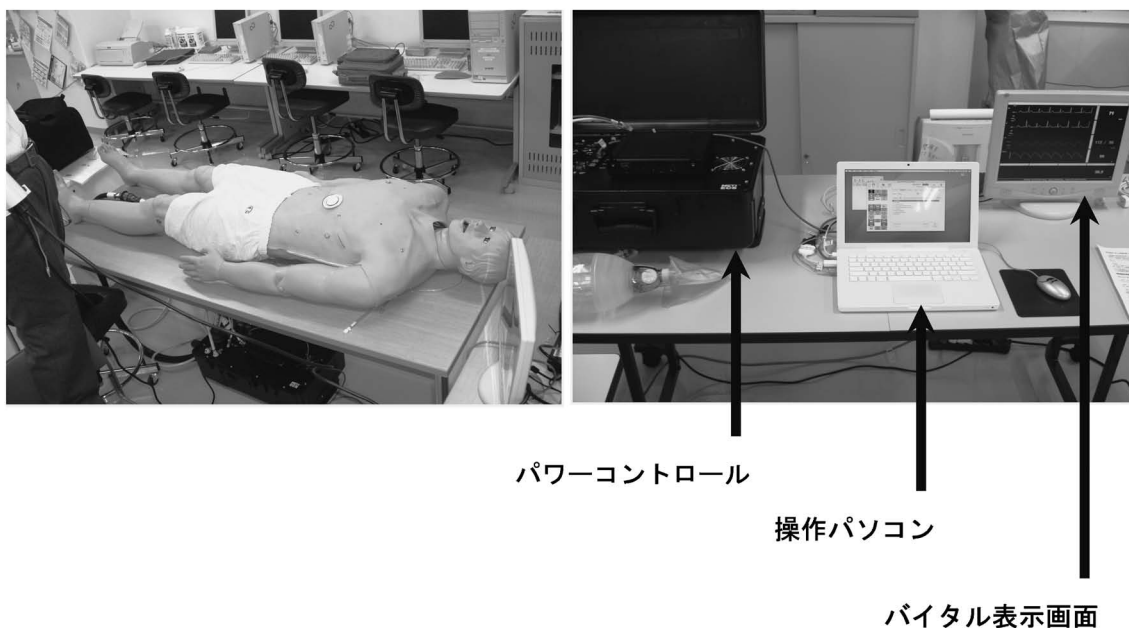 パワーコントロール
操作パソコン
バイタル表示画面